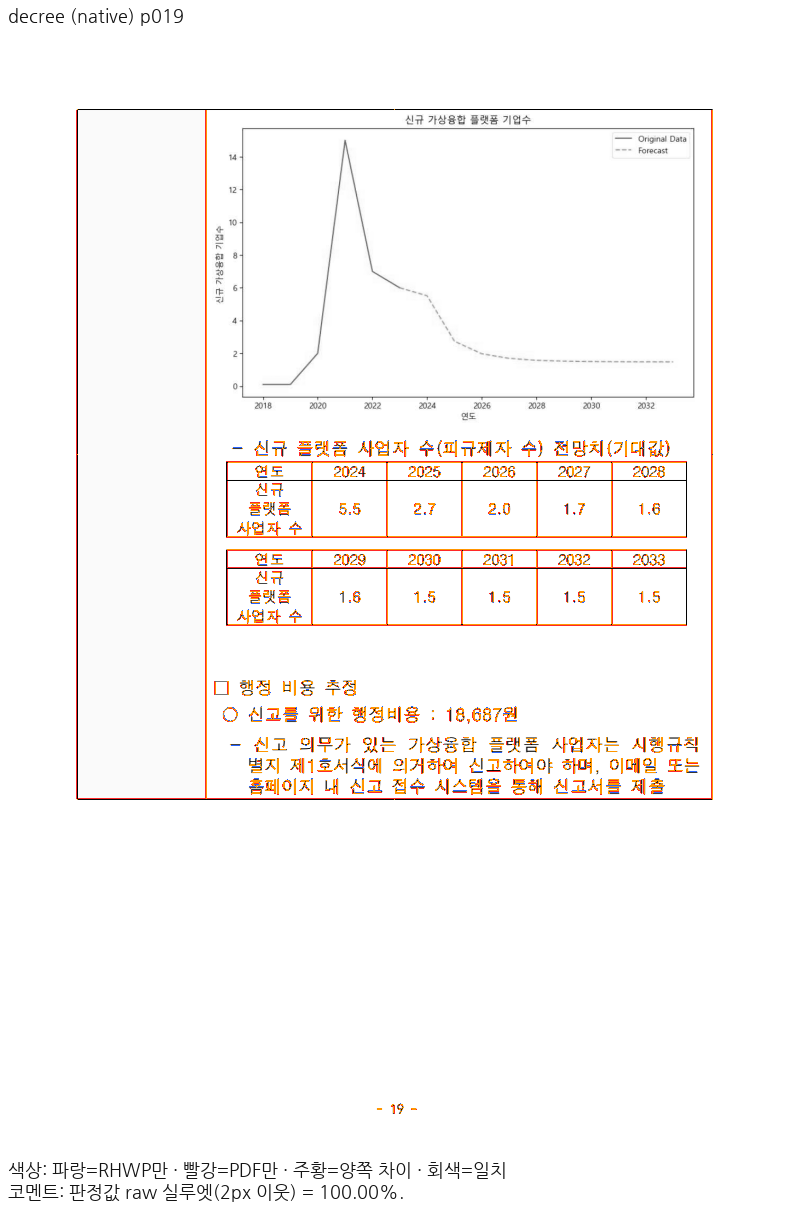 decree (native) p019
신규 가상융합 플랫폼 기업수
Original Data
Forecast
신규 가상융합 기업수
14
12
10
8
6
4
2
0
2018 2020 2022 2024 2026 2028 2030 2032
연도
- 신규 플랫폼 사업자 수(피규제자 수) 전망치(기대값)
연도 2024 2025 2026 2027 2028
신규 플랫폼 사업자 수 5.5 2.7 2.0 1.7 1.6
연도 2029 2030 2031 2032 2033
신규 플랫폼 사업자 수 1.6 1.5 1.5 1.5 1.5
□ 행정 비용 추정
○ 신고를 위한 행정비용 : 18,687원
- 신고 의무가 있는 가상융합 플랫폼 사업자는 시행규칙
별지 제1호서식에 의거하여 신고하여야 하며, 이메일 또는
홈페이지 내 신고 접수 시스템을 통해 신고서를 제출
- 19 -
색상: 파랑=RHWP만 · 빨강=PDF만 · 주황=양쪽 차이 · 회색=일치
코멘트: 판정값 raw 실루엣(2px 이웃) = 100.00%.